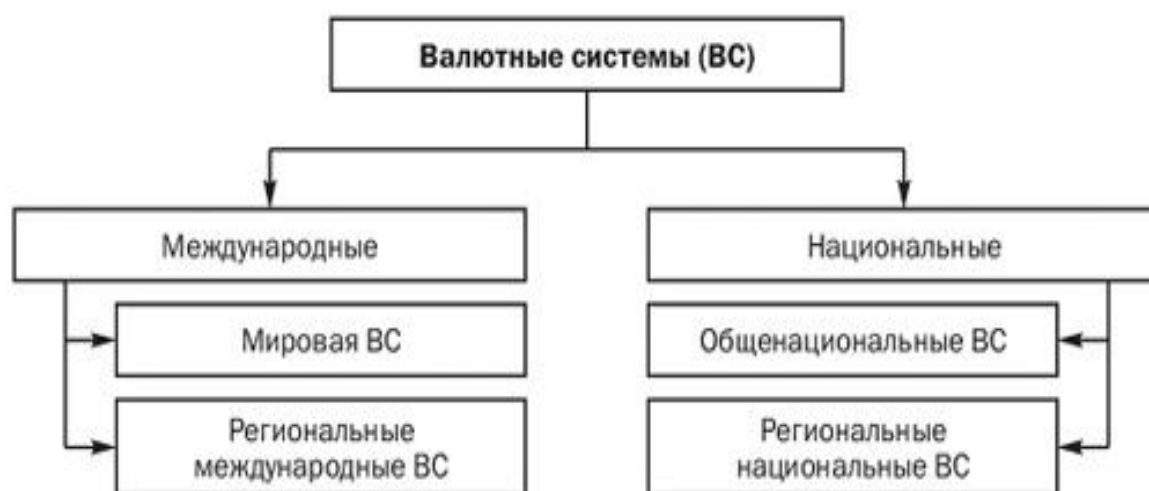 Валютные системы (ВС)
Международные
Национальные
Мировая ВС
Общенациональные ВС
Региональные
международные ВС
Региональные
национальные ВС